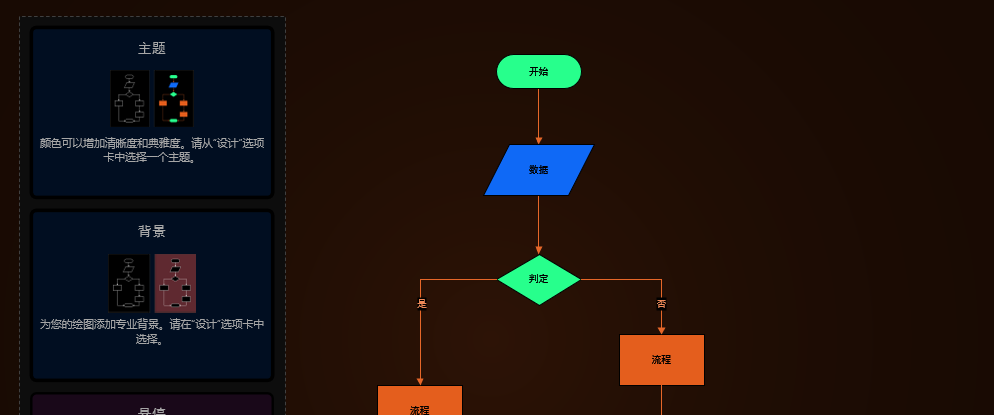 主题
颜色可以增加清晰度和典雅度。请从“设计”选项
卡中选择一个主题。
背景
为您的绘图添加专业背景。请在“设计”选项卡中
选择。
悬停
开始
数据
判定
是
否
流程
流程